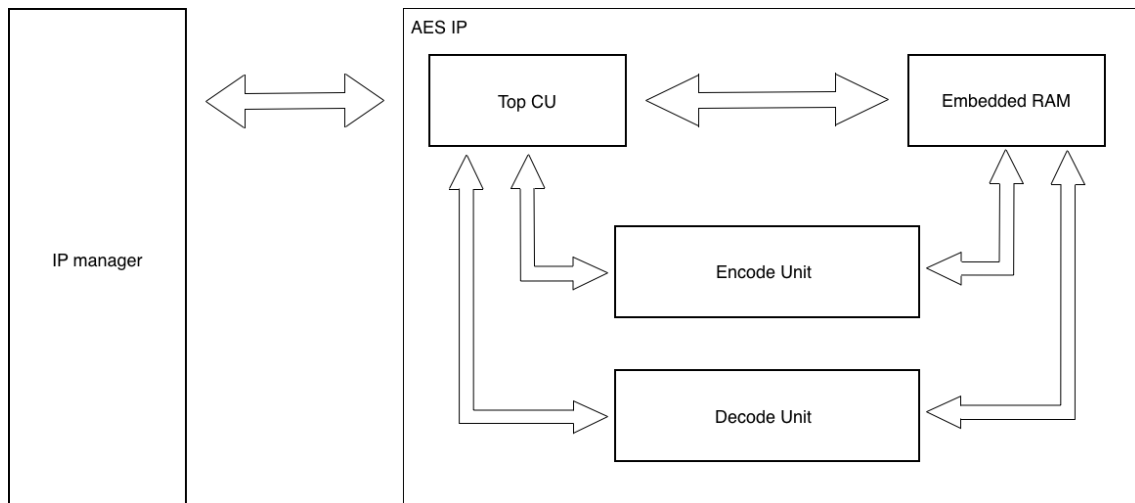 AES IP
Top CU
Embedded RAM
IP manager
Encode Unit
Decode Unit